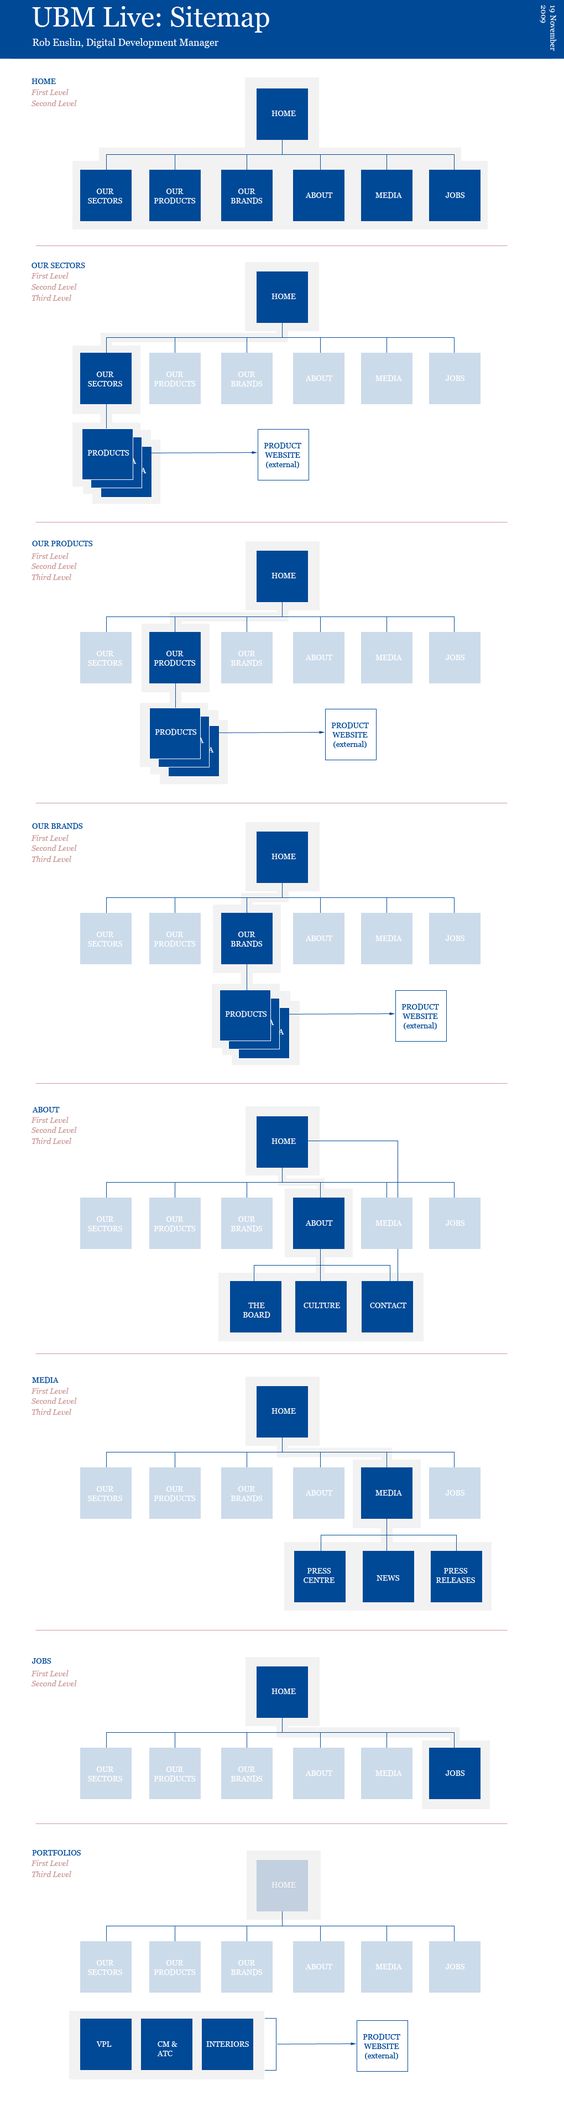 UBM Live: Sitemap
Rob Enslin, Digital Development Manager
19 November
2009
HOME
First Level
Second Level
HOME
OUR
SECTORS
OUR
PRODUCTS
OUR
BRANDS
ABOUT
MEDIA
JOBS
OUR SECTORS
First Level
Second Level
Third Level
HOME
OUR
SECTORS
OUR
PRODUCTS
OUR
BRANDS
ABOUT
MEDIA
JOBS
PRODUCTS
A
A
PRODUCT
WEBSITE
(external)
OUR PRODUCTS
First Level
Second Level
Third Level
HOME
OUR
SECTORS
OUR
PRODUCTS
OUR
BRANDS
ABOUT
MEDIA
JOBS
PRODUCTS
A
A
PRODUCT
WEBSITE
(external)
OUR BRANDS
First Level
Second Level
Third Level
HOME
OUR
SECTORS
OUR
PRODUCTS
OUR
BRANDS
ABOUT
MEDIA
JOBS
PRODUCTS
A
A
PRODUCT
WEBSITE
(external)
ABOUT
First Level
Second Level
Third Level
HOME
OUR
SECTORS
OUR
PRODUCTS
OUR
BRANDS
ABOUT
MEDIA
JOBS
THE
BOARD
CULTURE
CONTACT
MEDIA
First Level
Second Level
Third Level
HOME
OUR
SECTORS
OUR
PRODUCTS
OUR
BRANDS
ABOUT
MEDIA
JOBS
PRESS
CENTRE
NEWS
PRESS
RELEASES
JOBS
First Level
Second Level
HOME
OUR
SECTORS
OUR
PRODUCTS
OUR
BRANDS
ABOUT
MEDIA
JOBS
PORTFOLIOS
First Level
Third Level
HOME
OUR
SECTORS
OUR
PRODUCTS
OUR
BRANDS
ABOUT
MEDIA
JOBS
VPL
CM &
ATC
INTERIORS
PRODUCT
WEBSITE
(external)